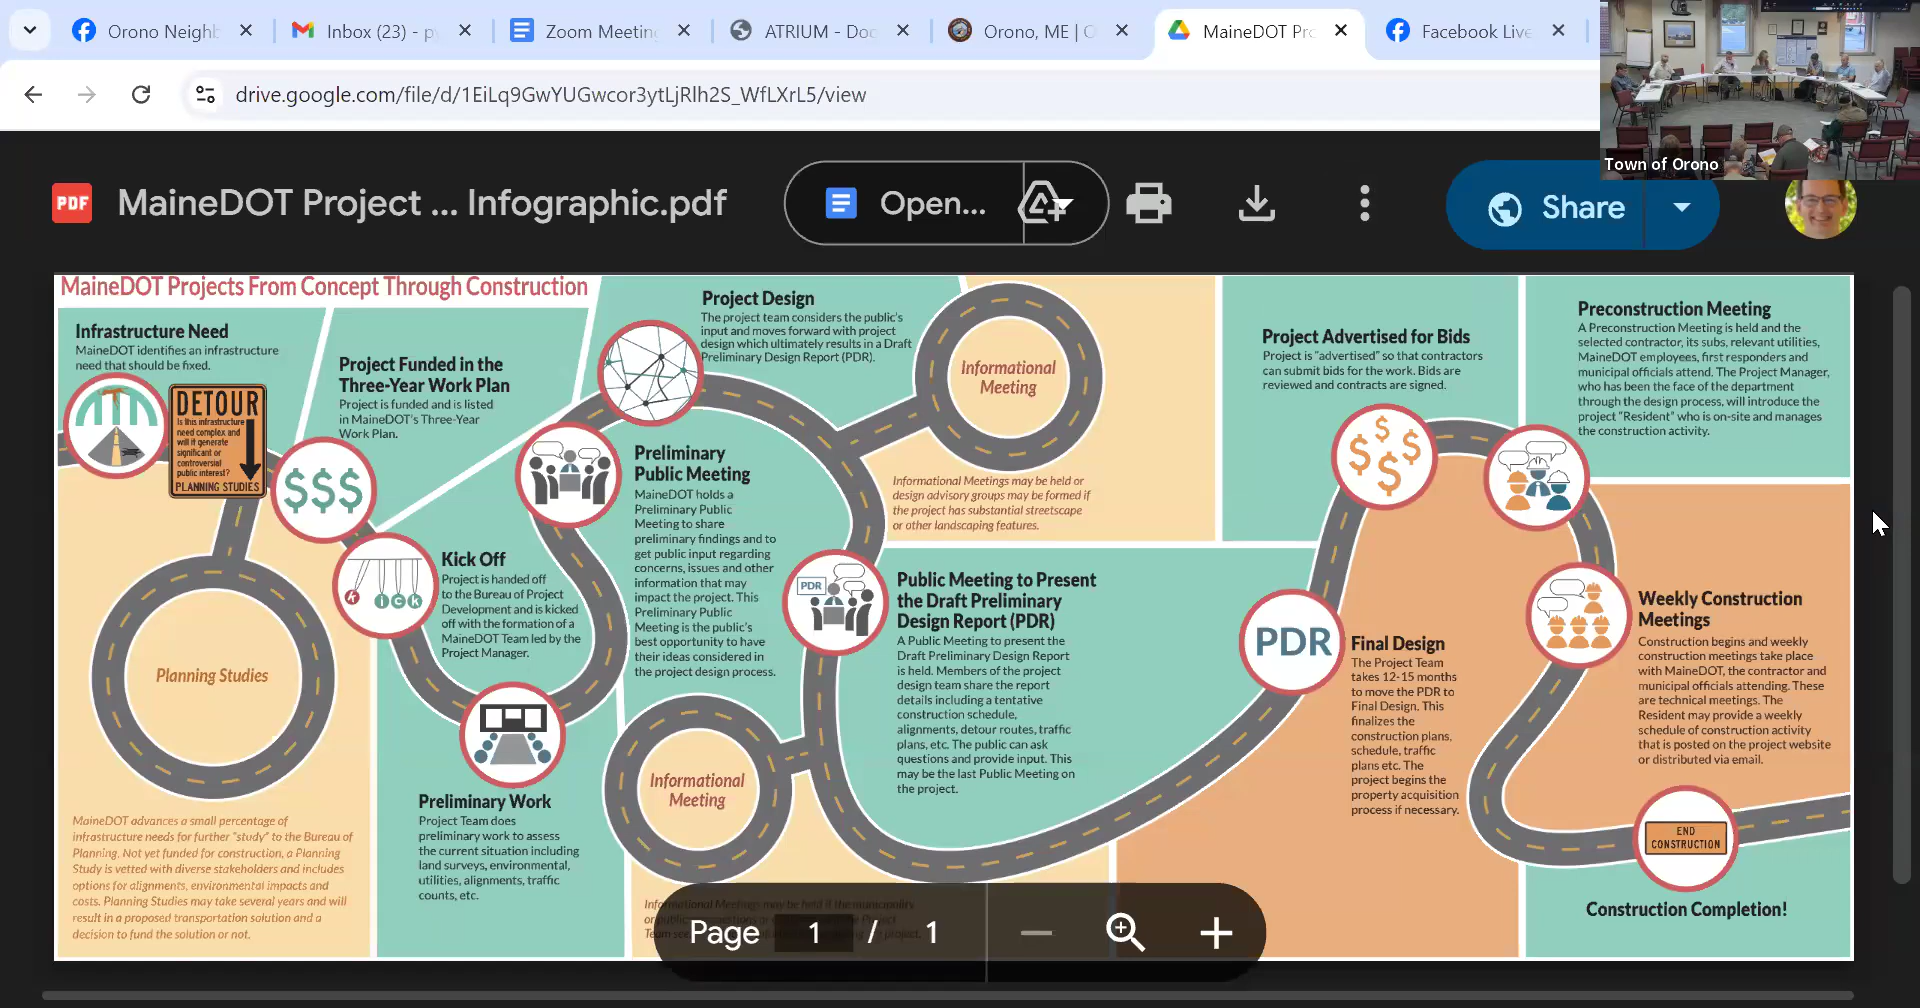 Orono Neighb
Inbox (23) - p
Zoom Meeting
ATRIUM - Doc
Orono, ME | O
MaineDOT Pro
Facebook Live
drive.google.com/file/d/1EiLq9GwYUGwcor3ytLjRlh2S_WfLXrL5/view
Town of Orono
PDF
MaineDOT Project ... Infographic.pdf
Open...
Share
MaineDOT Projects From Concept Through Construction
Infrastructure Need
MaineDOT identifies an infrastructure
need that should be fixed.
DETOUR
Is this infrastructure
need complex and
will it generate
significant or
controversial
public interest?
PLANNING STUDIES
Planning Studies
MaineDOT advances a small percentage of
infrastructure needs for further "study" to the Bureau of
Planning. Not yet funded for construction, a Planning
Study is vetted with diverse stakeholders and includes
options for alignments, environmental impacts and
costs. Planning Studies may take several years and will
result in a proposed transportation solution and a
decision to fund the solution or not.
Project Funded in the
Three-Year Work Plan
Project is funded and is listed
in MaineDOT's Three-Year
Work Plan.
$$$
kick
Kick Off
Project is handed off
to the Bureau of Project
Development and is kicked
off with the formation of a
MaineDOT Team led by the
Project Manager.
Preliminary Work
Project Team does
preliminary work to assess
the current situation including
land surveys, environmental,
utilities, alignments, traffic
counts, etc.
Preliminary
Public Meeting
MaineDOT holds a
Preliminary Public
Meeting to share
preliminary findings and to
get public input regarding
concerns, issues and other
information that may
impact the project. This
Preliminary Public
Meeting is the public's
best opportunity to have
their ideas considered in
the project design process.
Project Design
The project team considers the public's
input and moves forward with project
design which ultimately results in a Draft
Preliminary Design Report (PDR).
Informational
Meeting
Informational Meetings may be held or
design advisory groups may be formed if
the project has substantial streetscape
or other landscaping features.
PDR
Public Meeting to Present
the Draft Preliminary
Design Report (PDR)
A Public Meeting to present the
Draft Preliminary Design Report
is held. Members of the project
design team share the report
details including a tentative
construction schedule,
alignments, detour routes, traffic
plans, etc. The public can ask
questions and provide input. This
may be the last Public Meeting on
the project.
Informational
Meeting
Informational Meetings may be held if the municipality
PDR
Final Design
The Project Team
takes 12-15 months
to move the PDR to
Final Design. This
finalizes the
construction plans,
schedule, traffic
plans etc. The
project begins the
property acquisition
process if necessary.
Project Advertised for Bids
Project is "advertised" so that contractors
can submit bids for the work. Bids are
reviewed and contracts are signed.
$$$$
Preconstruction Meeting
A Preconstruction Meeting is held and the
selected contractor, its subs, relevant utilities,
MaineDOT employees, first responders and
municipal officials attend. The Project Manager,
who has been the face of the department
through the design process, will introduce the
project "Resident" who is on-site and manages
the construction activity.
Weekly Construction
Meetings
Construction begins and weekly
construction meetings take place
with MaineDOT, the contractor and
municipal officials attending. These
are technical meetings. The
Resident may provide a weekly
schedule of construction activity
that is posted on the project website
or distributed via email.
END
CONSTRUCTION
Construction Completion!
Page 1 / 1